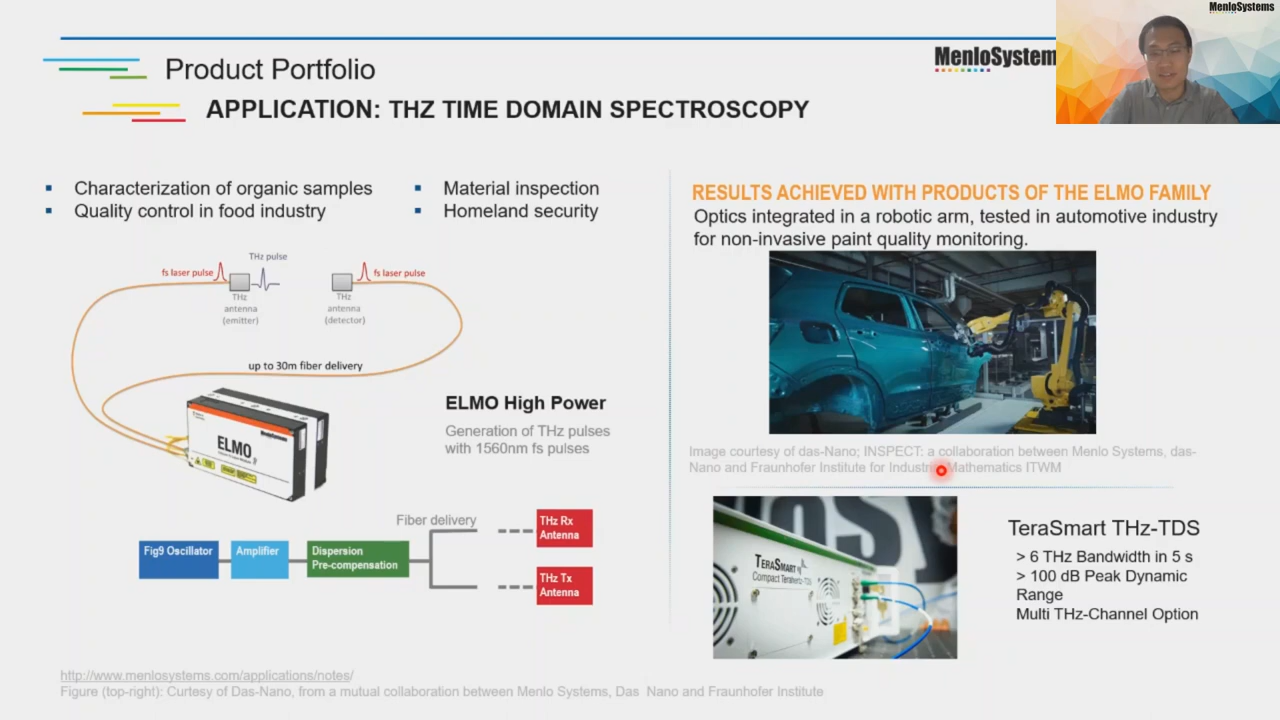 MenloSystems
Product Portfolio
MenloSystems
APPLICATION: THZ TIME DOMAIN SPECTROSCOPY
Characterization of organic samples
Quality control in food industry
Material inspection
Homeland security
THz pulse
fs laser pulse
fs laser pulse
THz
antenna
(emitter)
THz
antenna
(detector)
up to 30m fiber delivery
MenloSystems
ELMO
ELMO High Power
Generation of THz pulses
with 1560nm fs pulses
Fiber delivery
Fig9 Oscillator
Amplifier
Dispersion
Pre-compensation
THz Rx
Antenna
THz Tx
Antenna
RESULTS ACHIEVED WITH PRODUCTS OF THE ELMO FAMILY
Optics integrated in a robotic arm, tested in automotive industry
for non-invasive paint quality monitoring.
Image courtesy of das-Nano; INSPECT: a collaboration between Menlo Systems, das-
Nano and Fraunhofer Institute for Industrial Mathematics ITWM
TERASMART
Compact Terahertz-TDS
TeraSmart THz-TDS
> 6 THz Bandwidth in 5 s
> 100 dB Peak Dynamic
Range
Multi THz-Channel Option
http://www.menlosystems.com/applications/notes/
Figure (top-right): Curtesy of Das-Nano, from a mutual collaboration between Menlo Systems, Das Nano and Fraunhofer Institute